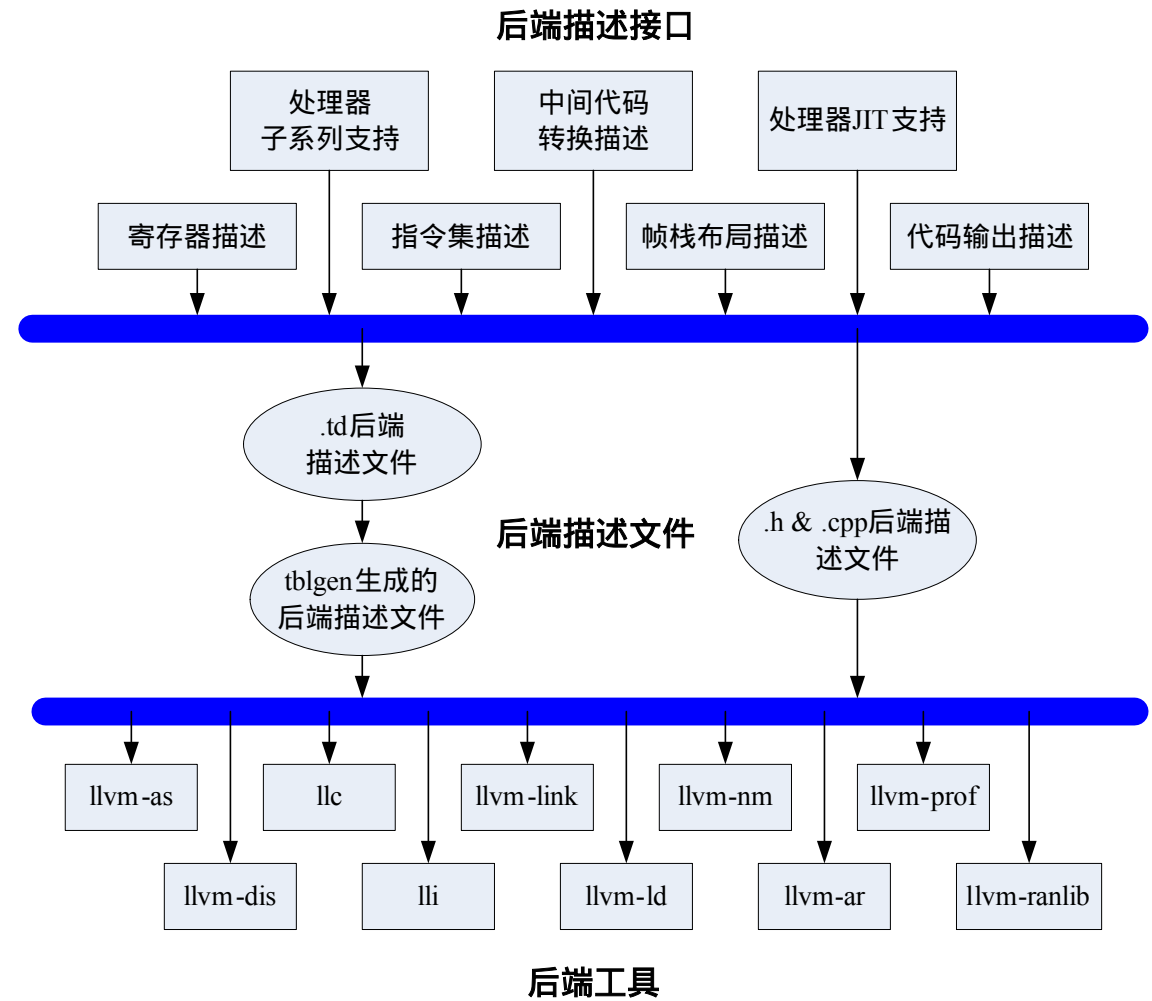 后端描述接口
处理器
子系列支持
中间代码
转换描述
处理器JIT支持
寄存器描述
指令集描述
帧栈布局描述
代码输出描述
.td后端
描述文件
后端描述文件
.h & .cpp后端描
述文件
tblgen生成的
后端描述文件
llvm-as
llc
llvm-link
llvm-nm
llvm-prof
llvm-dis
lli
llvm-ld
llvm-ar
llvm-ranlib
后端工具